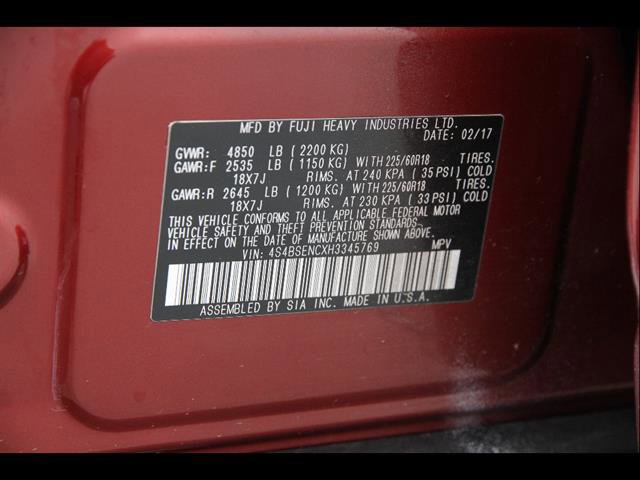 MFD BY FUJI HEAVY INDUSTRIES LTD.
DATE: 02/17
GVWR: 4850 LB (2200 KG)
GAWR:F 2535 LB (1150 KG) WITH 225/60R18
18X7J RIMS. AT 240 KPA (35 PSI) COLD
GAWR:R 2645 LB (1200 KG) WITH 225/60R18
18X7J RIMS. AT 230 KPA (33 PSI) COLD
THIS VEHICLE CONFORMS TO ALL APPLICABLE FEDERAL MOTOR
VEHICLE SAFETY AND THEFT PREVENTION STANDARDS
IN EFFECT ON THE DATE OF MANUFACTURE SHOWN ABOVE.
VIN: 4S4BSENCXH3345769 MPV
ASSEMBLED BY SIA INC. MADE IN U.S.A.